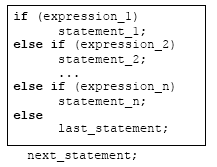 if (expression_1)
statement_1;
else if (expression_2)
statement_2;
...
else if (expression_n)
statement_n;
else
last_statement;
next_statement;